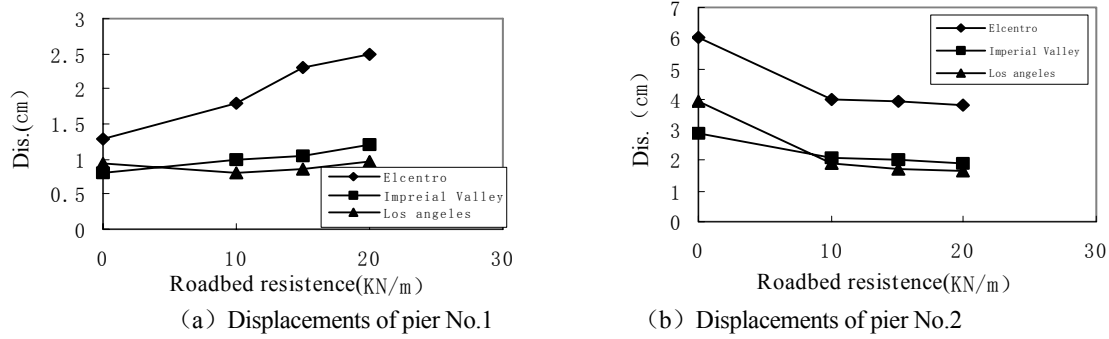 3
2.5
2
1.5
1
0.5
0
Dis.(cm)
Elcentro
Impreial Valley
Los angeles
0 10 20 30
Roadbed resistence(KN/m)
（a）Displacements of pier No.1
7
6
5
4
3
2
1
0
Dis.（cm）
Elcentro
Imperial Valley
Los angeles
0 10 20 30
Roadbed resistence(KN/m)
（b）Displacements of pier No.2